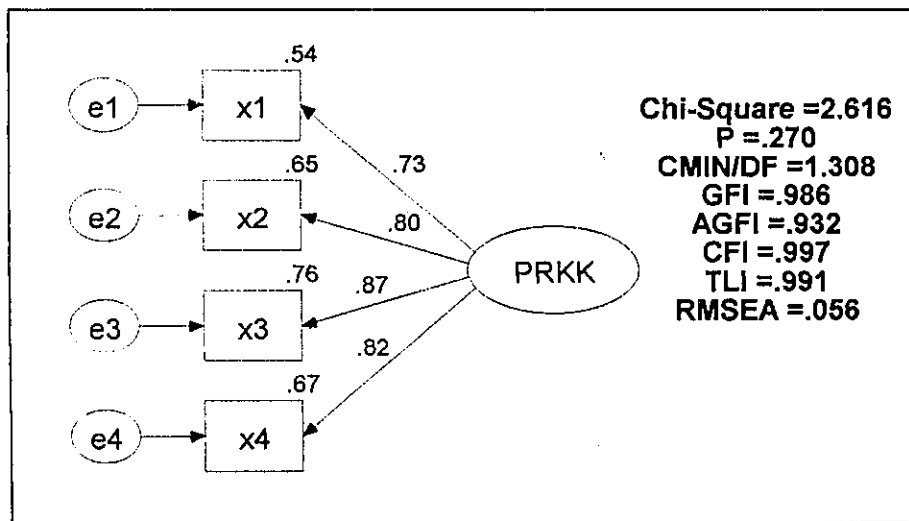 .54
e1 x1
.73
.65
e2 x2
.80
PRKK
.76
.87
e3 x3
.82
.67
e4 x4
Chi-Square =2.616
P =.270
CMIN/DF =1.308
GFI =.986
AGFI =.932
CFI =.997
TLI =.991
RMSEA =.056